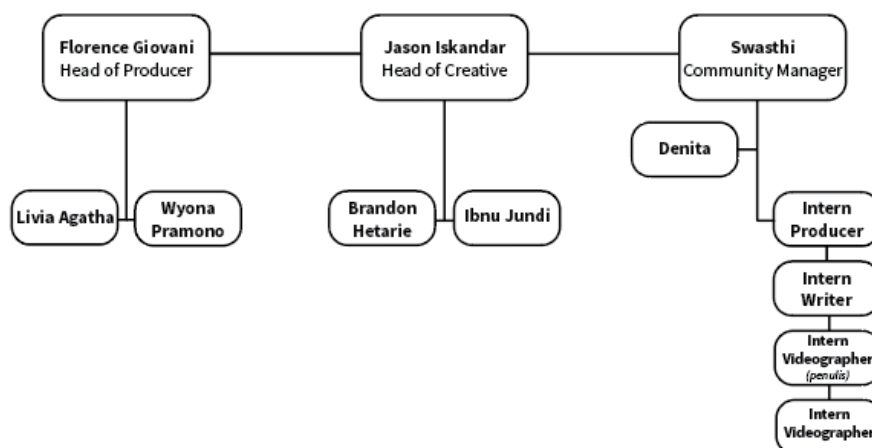 Florence Giovani
Head of Producer
Jason Iskandar
Head of Creative
Swasthi
Community Manager
Denita
Livia Agatha
Wyona
Pramono
Brandon
Hetarie
Ibnu Jundi
Intern
Producer
Intern
Writer
Intern
Videographer
(penulis)
Intern
Videographer